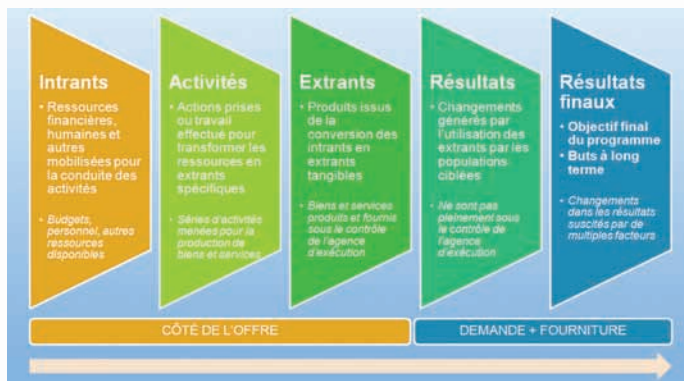 Intrants
• Ressources
financières,
humaines et
autres
mobilisées pour
la conduite des
activités
• Budgets,
personnel, autres
ressources
disponibles
Activités
• Actions prises
ou travail
effectué pour
transformer les
ressources en
extrants
spécifiques
• Séries d'activités
menées pour la
production de
biens et services
Extrants
• Produits issus
de la
conversion des
intrants en
extrants
tangibles
• Biens et services
produits et fournis
sous le contrôle
de l'agence
d'exécution
Résultats
• Changements
générés par
l'utilisation des
extrants par les
populations
ciblées
• Ne sont pas
pleinement sous
le contrôle de
l'agence
d'exécution
Résultats
finaux
• Objectif final
du programme
• Buts à long
terme
• Changements
dans les résultats
suscités par de
multiples facteurs
CÔTÉ DE L'OFFRE
DEMANDE + FOURNITURE